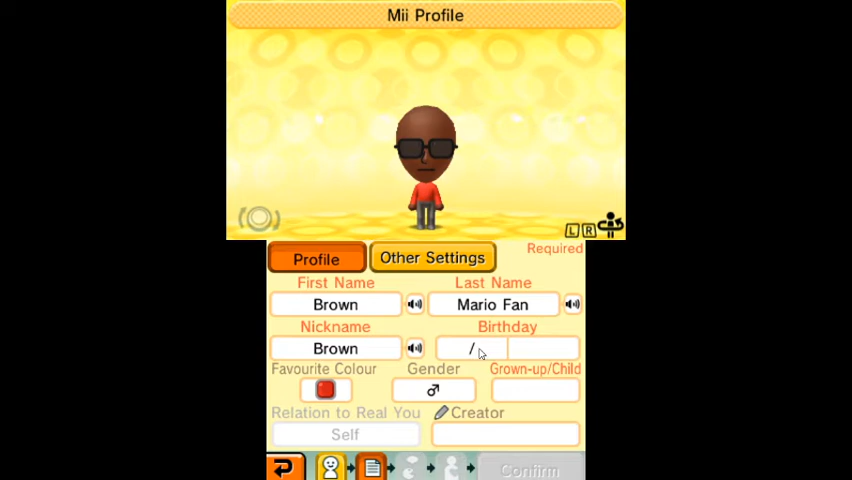 Mii Profile
L R
Profile
Other Settings
Required
First Name
Last Name
Brown
Mario Fan
Nickname
Birthday
Brown
/
Favourite Colour
Gender
Grown-up/Child
♂
Relation to Real You
Creator
Self
Confirm